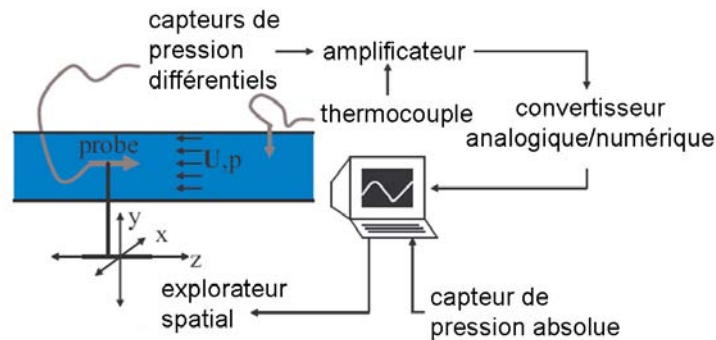 capteurs de
pression
différentiels
amplificateur
thermocouple
convertisseur
analogique/numérique
probe
U,p
y
x
z
explorateur
spatial
capteur de
pression absolue